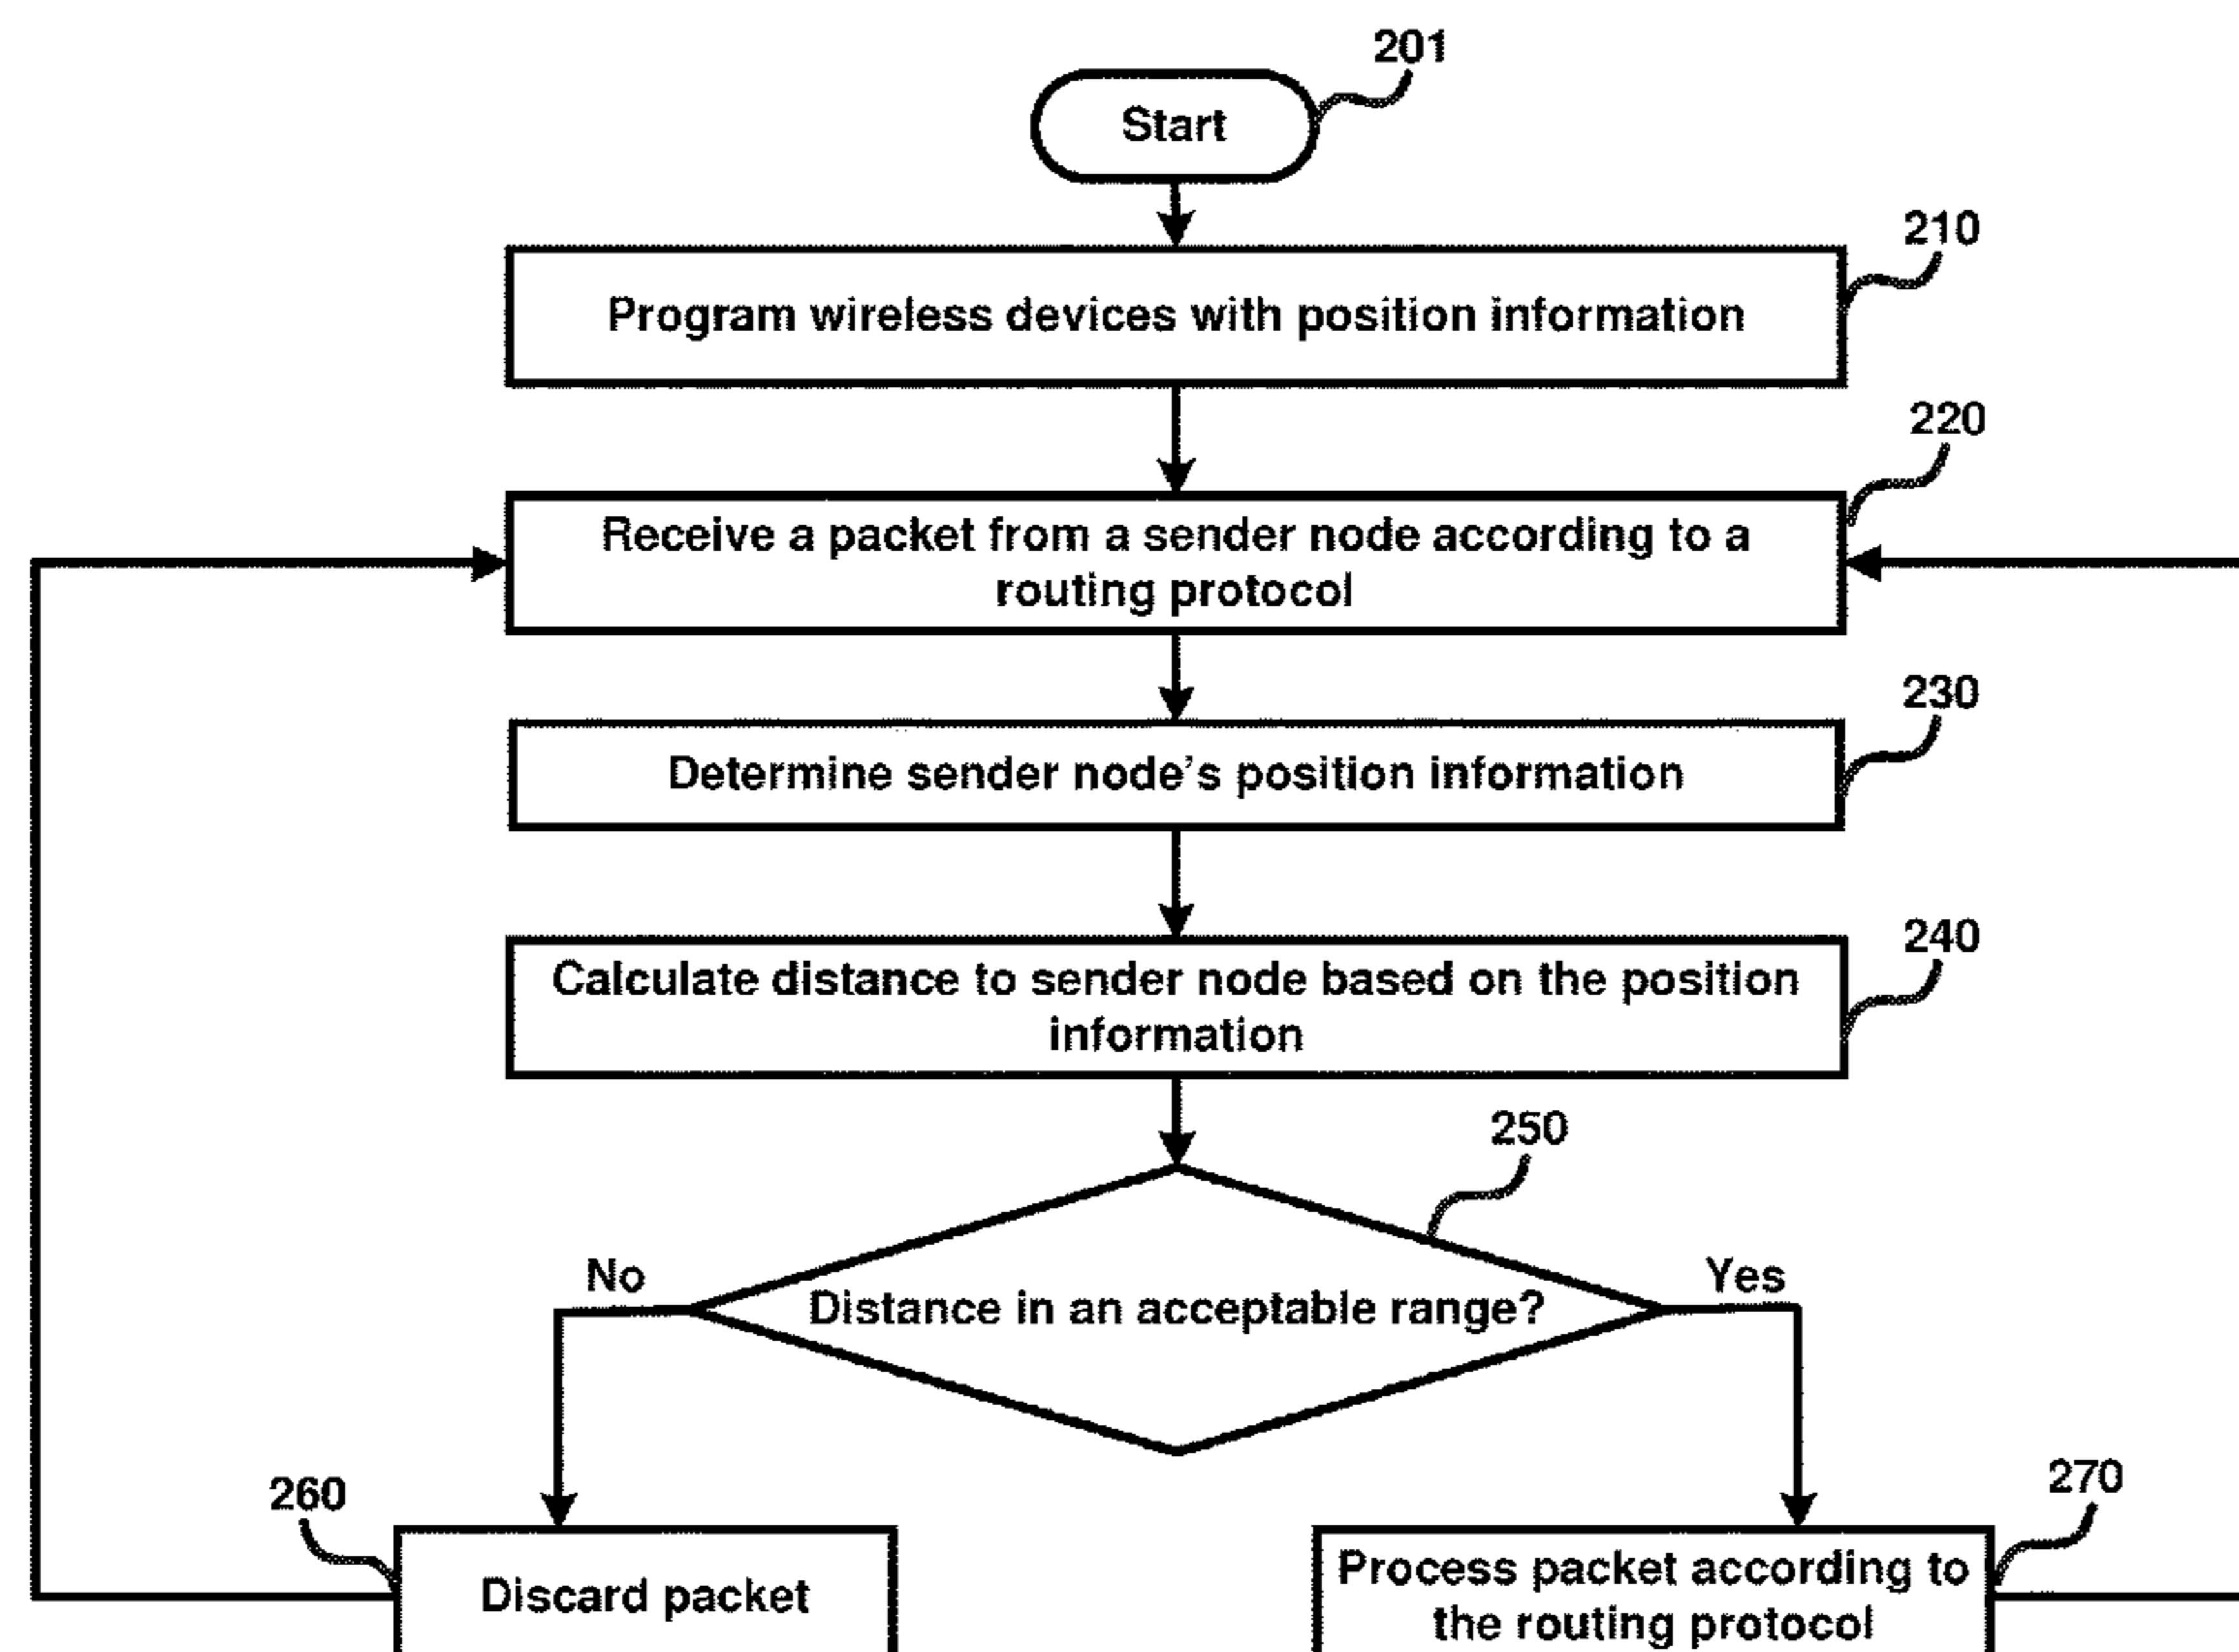 201
Start
210
Program wireless devices with position information
220
Receive a packet from a sender node according to a
routing protocol
230
Determine sender node's position information
240
Calculate distance to sender node based on the position
information
250
No
Yes
Distance in an acceptable range?
260
270
Discard packet
Process packet according to
the routing protocol